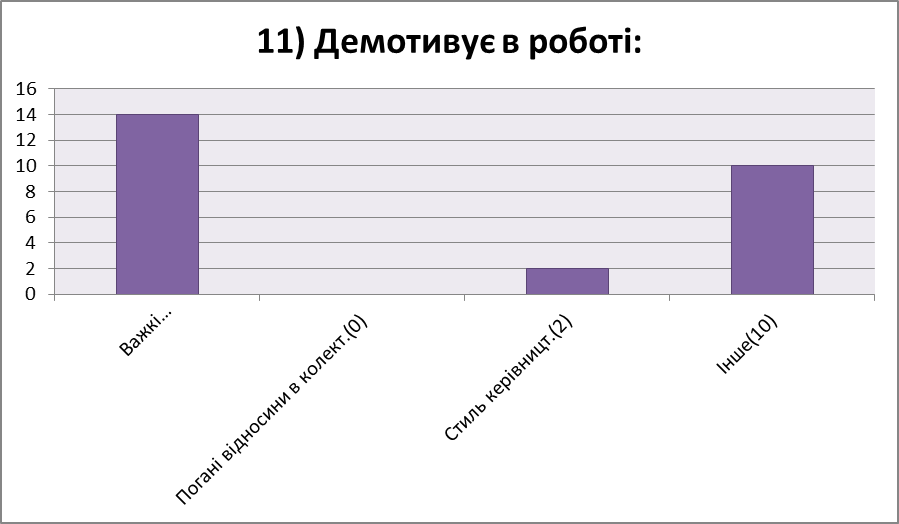 11) Демотивує в роботі:
16
14
12
10
8
6
4
2
0
Важкі...
Погані відносини в колект.(0)
Стиль керівницт.(2)
Інше(10)